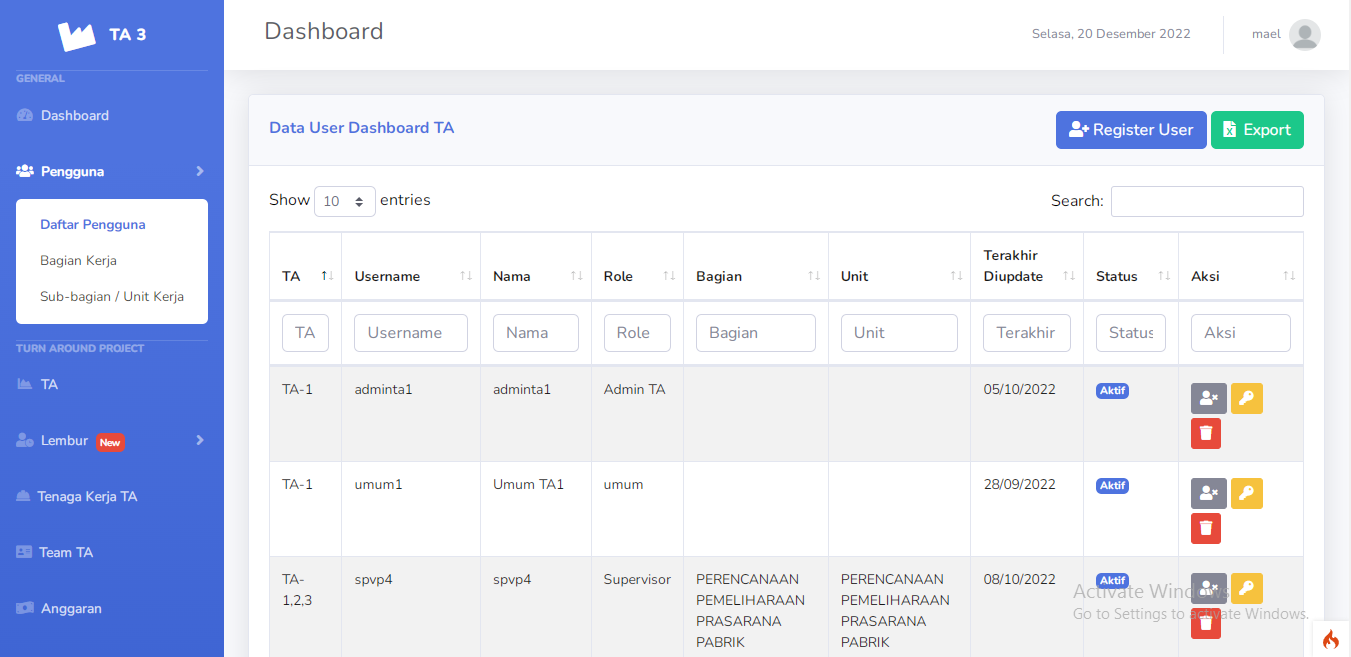 TA 3
Dashboard
Selasa, 20 Desember 2022
mael
GENERAL
Dashboard
Pengguna
Daftar Pengguna
Bagian Kerja
Sub-bagian / Unit Kerja
TURN AROUND PROJECT
TA
Lembur New
Tenaga Kerja TA
Team TA
Anggaran
Data User Dashboard TA
Register User
Export
Show 10 entries
Search:
TA Username Nama Role Bagian Unit Terakhir Diupdate Status Aksi
TA Username Nama Role Bagian Unit Terakhir Status Aksi
TA-1 adminta1 adminta1 Admin TA 05/10/2022 Aktif
TA-1 umum1 Umum TA1 umum 28/09/2022 Aktif
TA- spvp4 spvp4 Supervisor PERENCANAAN PERENCANAAN 08/10/2022 Aktif
1,2,3 PEMELIHARAAN PEMELIHARAAN
PRASARANA PRASARANA
PABRIK PABRIK
Activate Windows
Go to Settings to activate Windows.